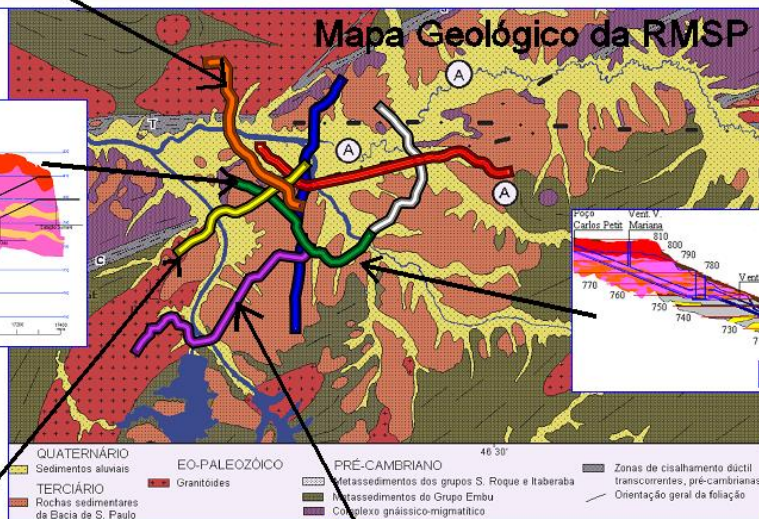 Mapa Geológico da RMSP
A
T
A
A
C
Poço
Carlos Petit
Vent. V.
Mariana
810
800
790
780
770
760
750
740
730
46°30'
QUATERNÁRIO
Sedimentos aluviais
TERCIÁRIO
Rochas sedimentares
da Bacia de S. Paulo
EO-PALEOZÓICO
Granitóides
PRÉ-CAMBRIANO
Metassedimentos dos grupos S. Roque e Itaberaba
Metassedimentos do Grupo Embu
Complexo gnáissico-migmatítico
Zonas de cisalhamento dúctil
transcorrentes, pré-cambrianas
Orientação geral da foliação